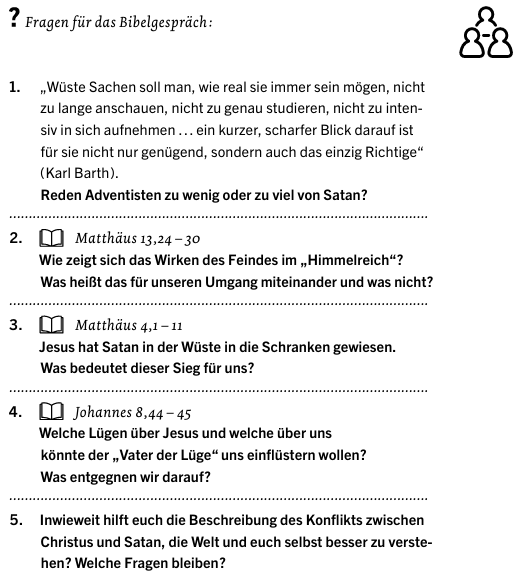 ? Fragen für das Bibelgespräch:
1. „Wüste Sachen soll man, wie real sie immer sein mögen, nicht
zu lange anschauen, nicht zu genau studieren, nicht zu inten-
siv in sich aufnehmen ... ein kurzer, scharfer Blick darauf ist
für sie nicht nur genügend, sondern auch das einzig Richtige“
(Karl Barth).
Reden Adventisten zu wenig oder zu viel von Satan?
2. Matthäus 13,24–30
Wie zeigt sich das Wirken des Feindes im „Himmelreich“?
Was heißt das für unseren Umgang miteinander und was nicht?
3. Matthäus 4,1–11
Jesus hat Satan in der Wüste in die Schranken gewiesen.
Was bedeutet dieser Sieg für uns?
4. Johannes 8,44–45
Welche Lügen über Jesus und welche über uns
könnte der „Vater der Lüge“ uns einflüstern wollen?
Was entgegnen wir darauf?
5. Inwieweit hilft euch die Beschreibung des Konflikts zwischen
Christus und Satan, die Welt und euch selbst besser zu verste-
hen? Welche Fragen bleiben?